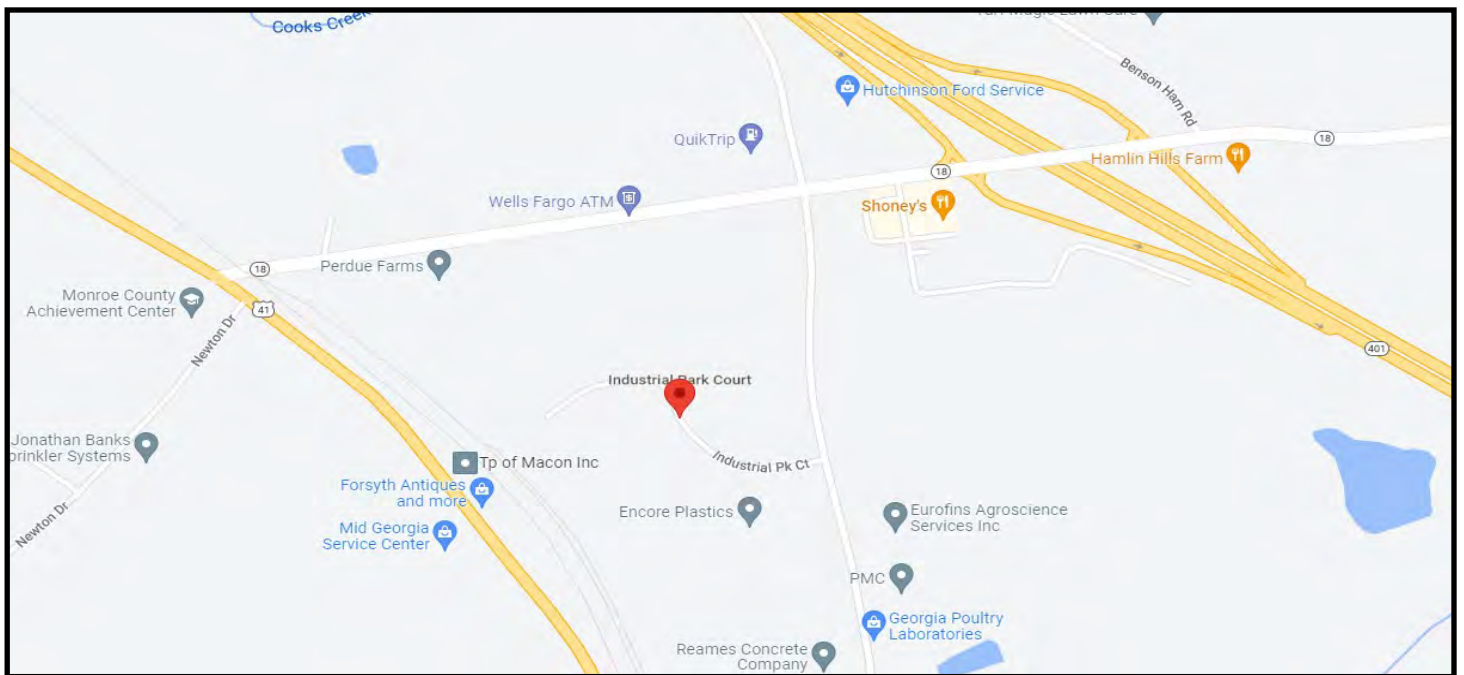 Cooks Creek
Lawn Care
Benson Ham Rd
Hutchinson Ford Service
QuikTrip
18
Hamlin Hills Farm
18
Wells Fargo ATM
Shoney's
18
Perdue Farms
Monroe County
Achievement Center
41
Newton Dr
401
Industrial Park Court
Jonathan Banks
prinkler Systems
Tp of Macon Inc
Industrial Pk Ct
Forsyth Antiques
and more
Encore Plastics
Eurofins Agroscience
Services Inc
Newton Dr
Mid Georgia
Service Center
PMC
Georgia Poultry
Laboratories
Reames Concrete
Company